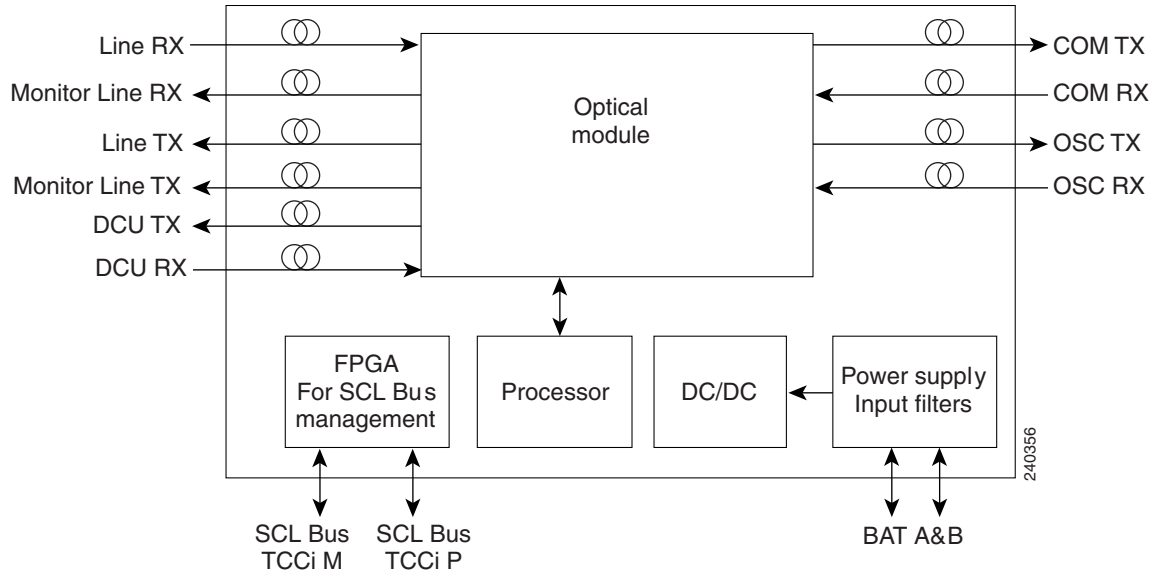 Line RX
Monitor Line RX
Line TX
Monitor Line TX
DCU TX
DCU RX
Optical
module
COM TX
COM RX
OSC TX
OSC RX
FPGA
For SCL Bus
management
Processor
DC/DC
Power supply
Input filters
240356
SCL Bus
TCCi M
SCL Bus
TCCi P
BAT A&B